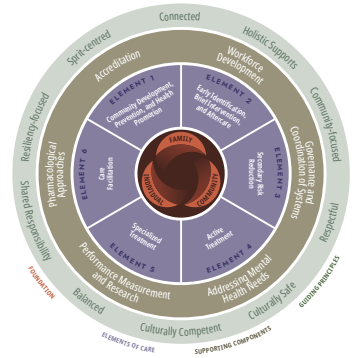 Connected
Holistic Supports
Community-focused
Respectful
Culturally Safe
Culturally Competent
Balanced
Shared Responsibility
Resiliency-focused
Spirit-centred
Accreditation
Workforce
Development
Governance and
Coordination of Systems
Addressing Mental
Health Needs
Performance Measurement
and Research
Pharmacological
Approaches
ELEMENT 1
Community Development,
Prevention, and Health
Promotion
ELEMENT 2
Early Identification,
Brief Intervention,
and Aftercare
ELEMENT 3
Secondary Risk
Reduction
ELEMENT 4
Active
Treatment
ELEMENT 5
Specialized
Treatment
ELEMENT 6
Care
Facilitation
FAMILY
COMMUNITY
INDIVIDUAL
FOUNDATION
ELEMENTS OF CARE
SUPPORTING COMPONENTS
GUIDING PRINCIPLES